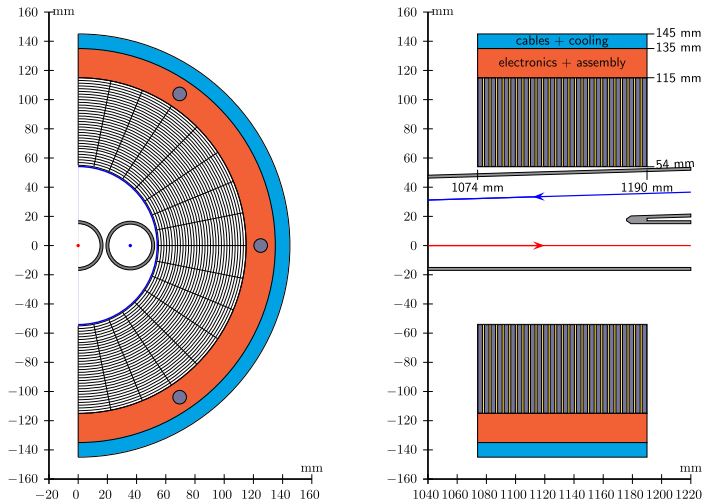 mm
160
140
120
100
80
60
40
20
0
−20
−40
−60
−80
−100
−120
−140
−160
−20 0 20 40 60 80 100 120 140 160
mm
mm
160
140
120
100
80
60
40
20
0
−20
−40
−60
−80
−100
−120
−140
−160
cables + cooling
electronics + assembly
145 mm
135 mm
115 mm
54 mm
1074 mm
1190 mm
mm
1040 1060 1080 1100 1120 1140 1160 1180 1200 1220